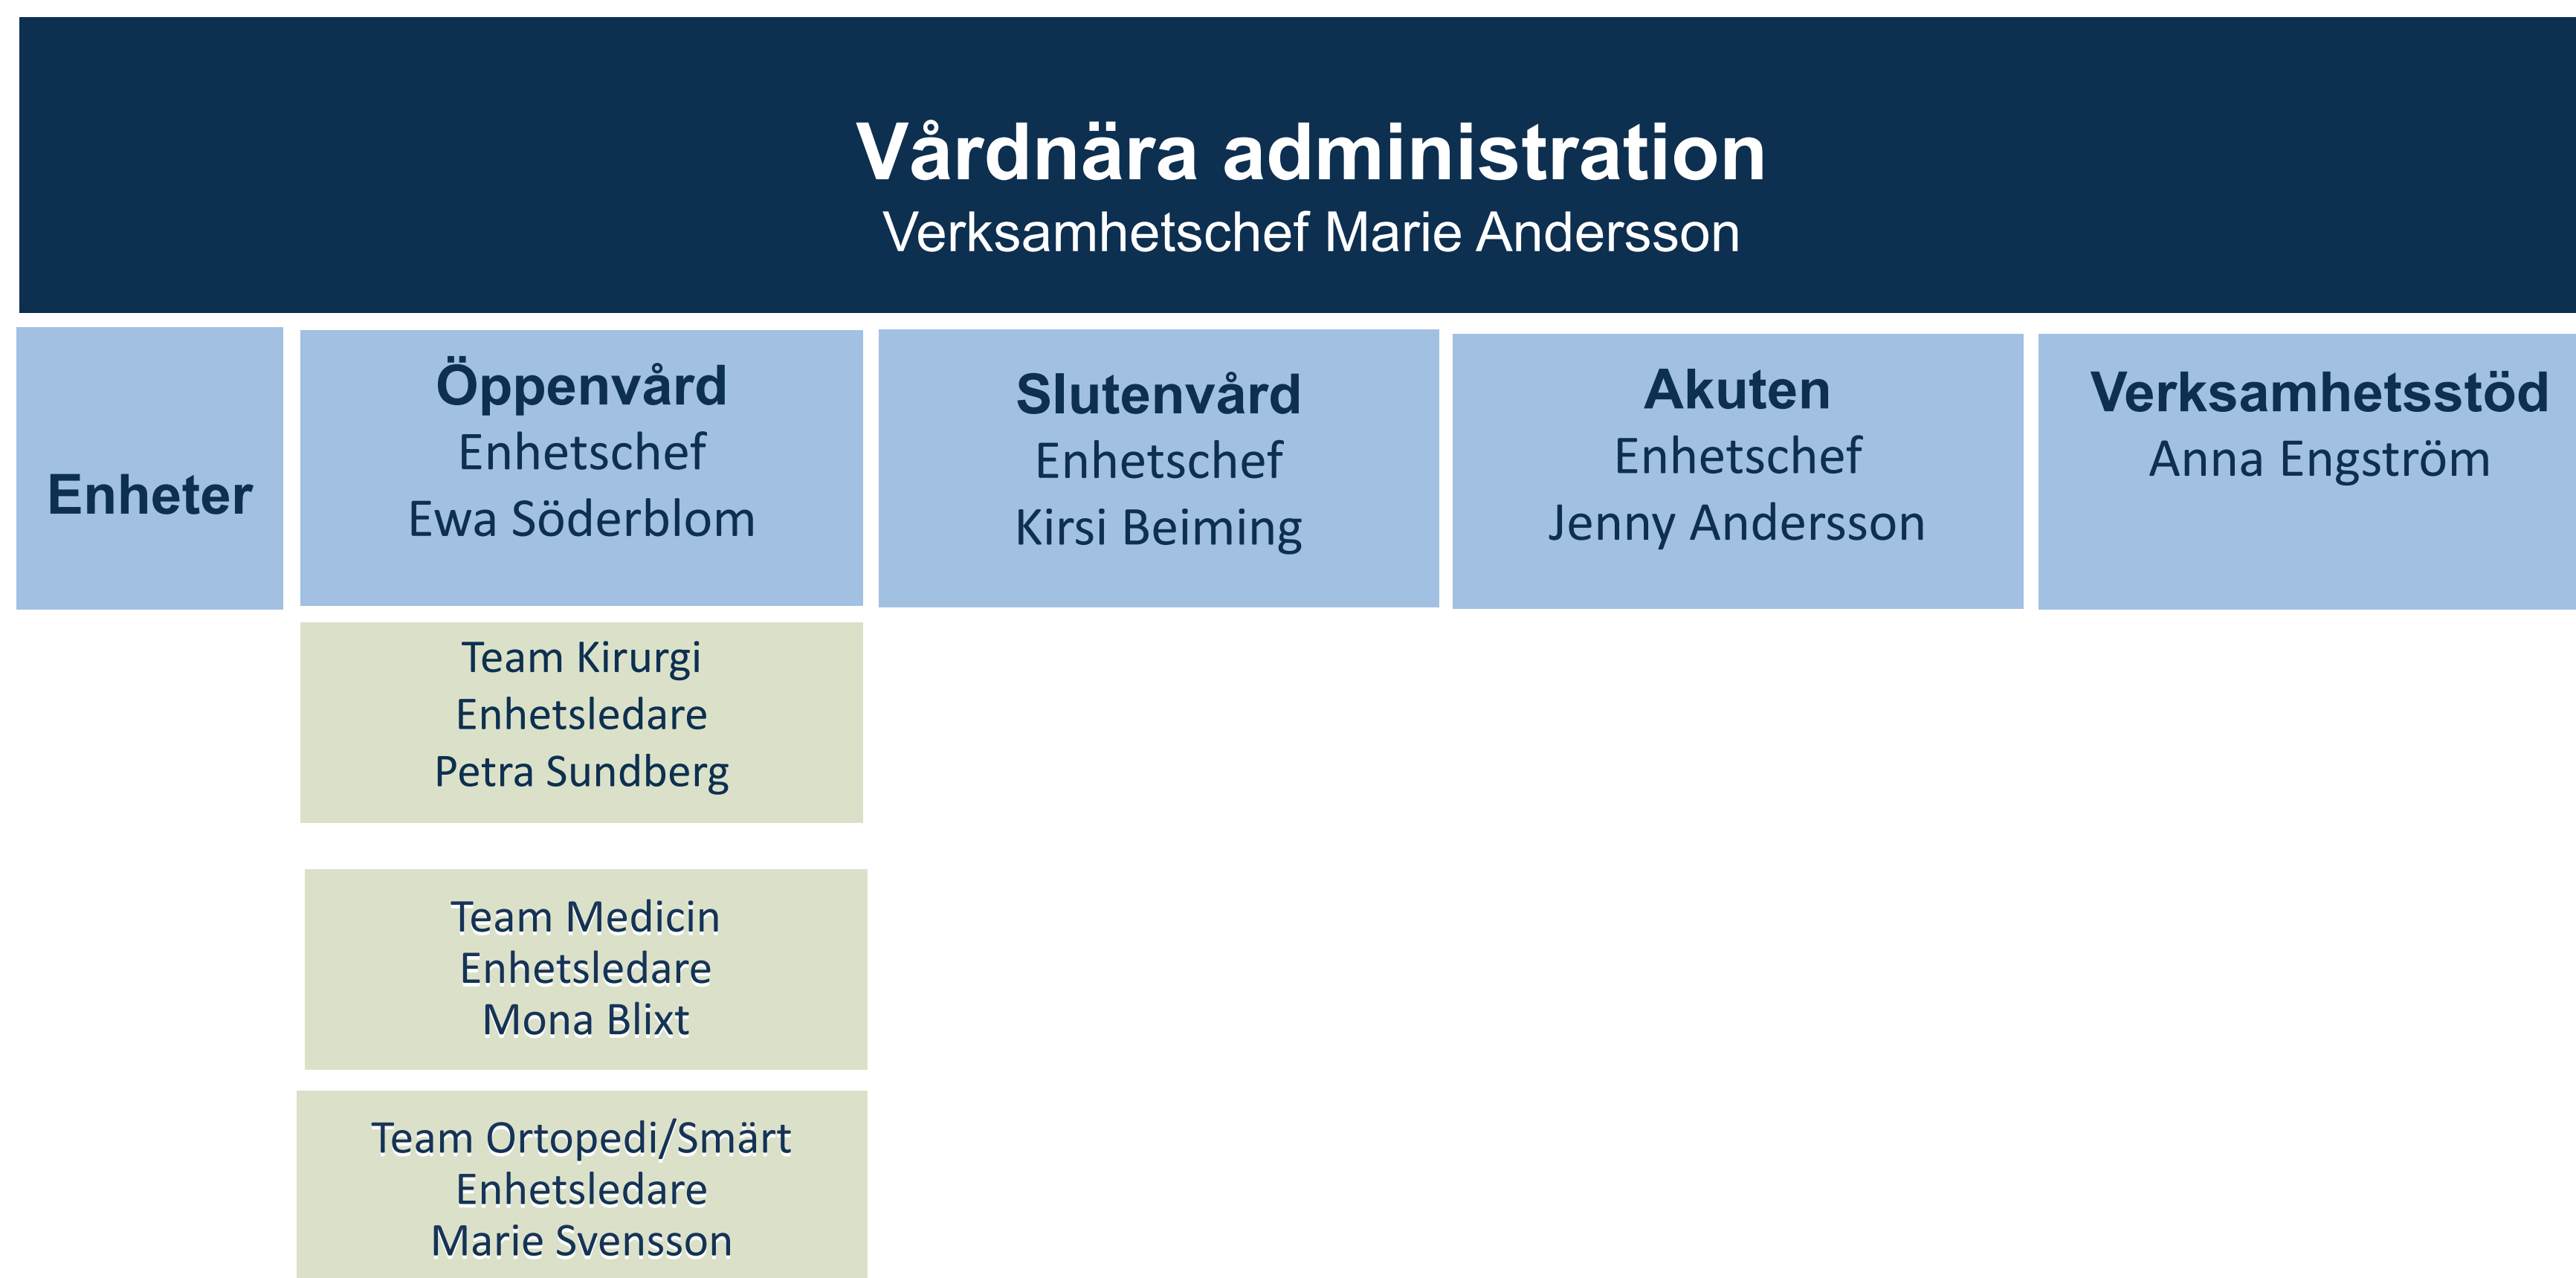 Vårdnära administration
Verksamhetschef Marie Andersson
Enheter
Öppenvård
Enhetschef
Ewa Söderblom
Slutenvård
Enhetschef
Kirsi Beiming
Akuten
Enhetschef
Jenny Andersson
Verksamhetsstöd
Anna Engström
Team Kirurgi
Enhetsledare
Petra Sundberg
Team Medicin
Enhetsledare
Mona Blixt
Team Ortopedi/Smärt
Enhetsledare
Marie Svensson